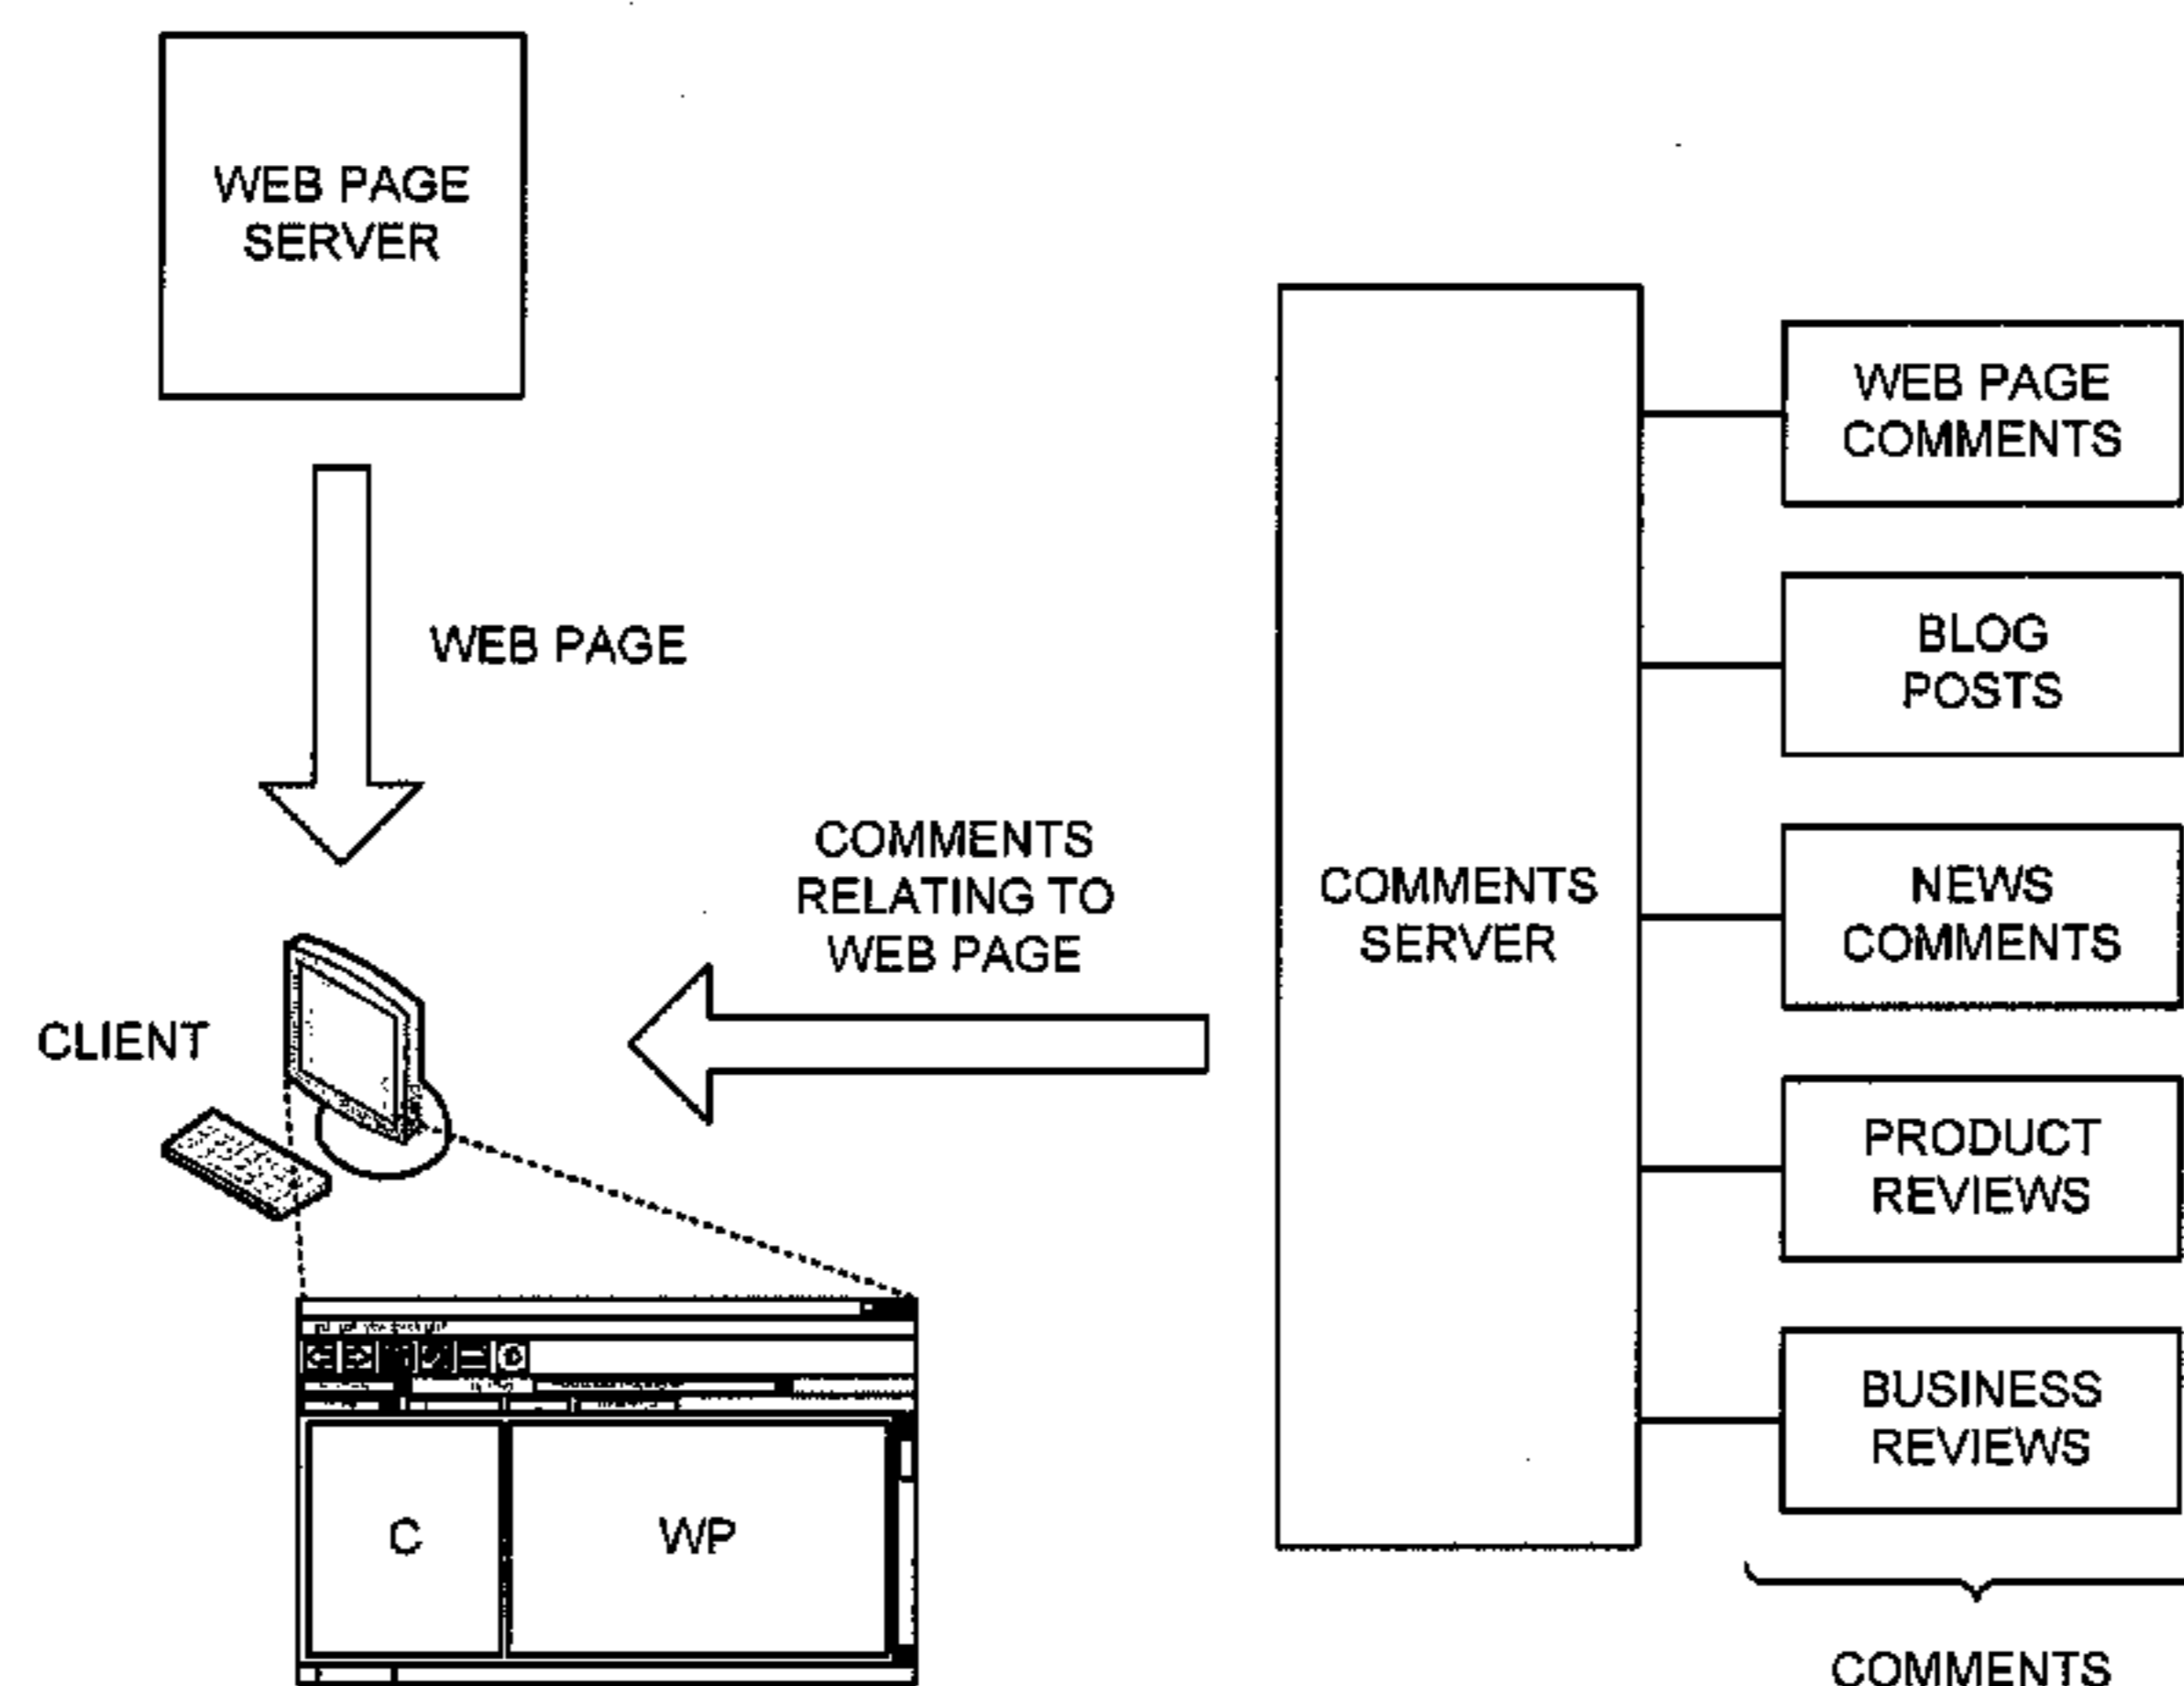 WEB PAGE
SERVER
WEB PAGE
CLIENT
COMMENTS
RELATING TO
WEB PAGE
C
WP
COMMENTS
SERVER
WEB PAGE
COMMENTS
BLOG
POSTS
NEWS
COMMENTS
PRODUCT
REVIEWS
BUSINESS
REVIEWS
COMMENTS